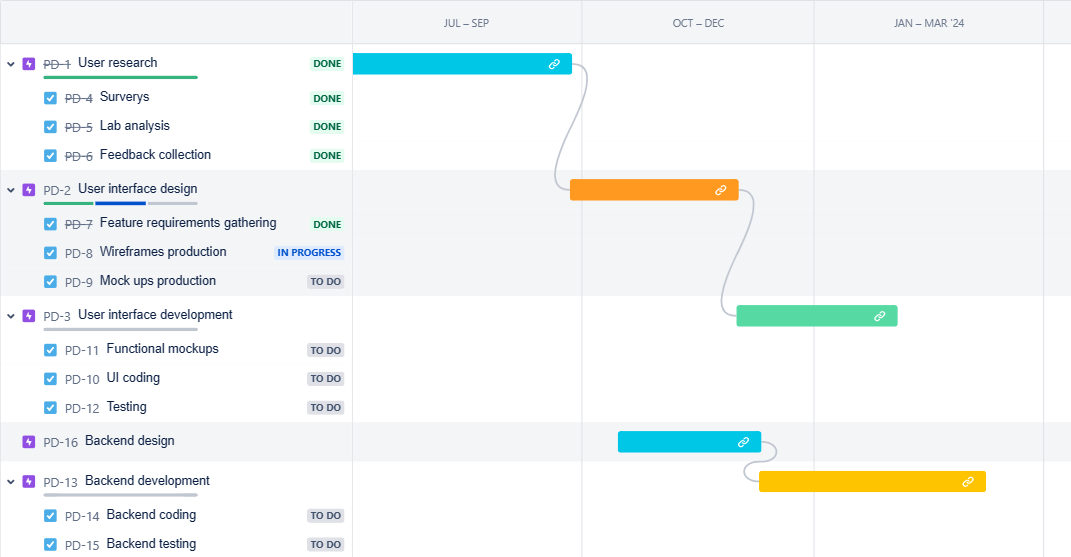 JUL – SEP OCT – DEC JAN – MAR '24
PD-1 User research DONE
PD-4 Surverys DONE
PD-5 Lab analysis DONE
PD-6 Feedback collection DONE
PD-2 User interface design
PD-7 Feature requirements gathering DONE
PD-8 Wireframes production IN PROGRESS
PD-9 Mock ups production TO DO
PD-3 User interface development
PD-11 Functional mockups TO DO
PD-10 UI coding TO DO
PD-12 Testing TO DO
PD-16 Backend design
PD-13 Backend development
PD-14 Backend coding TO DO
PD-15 Backend testing TO DO